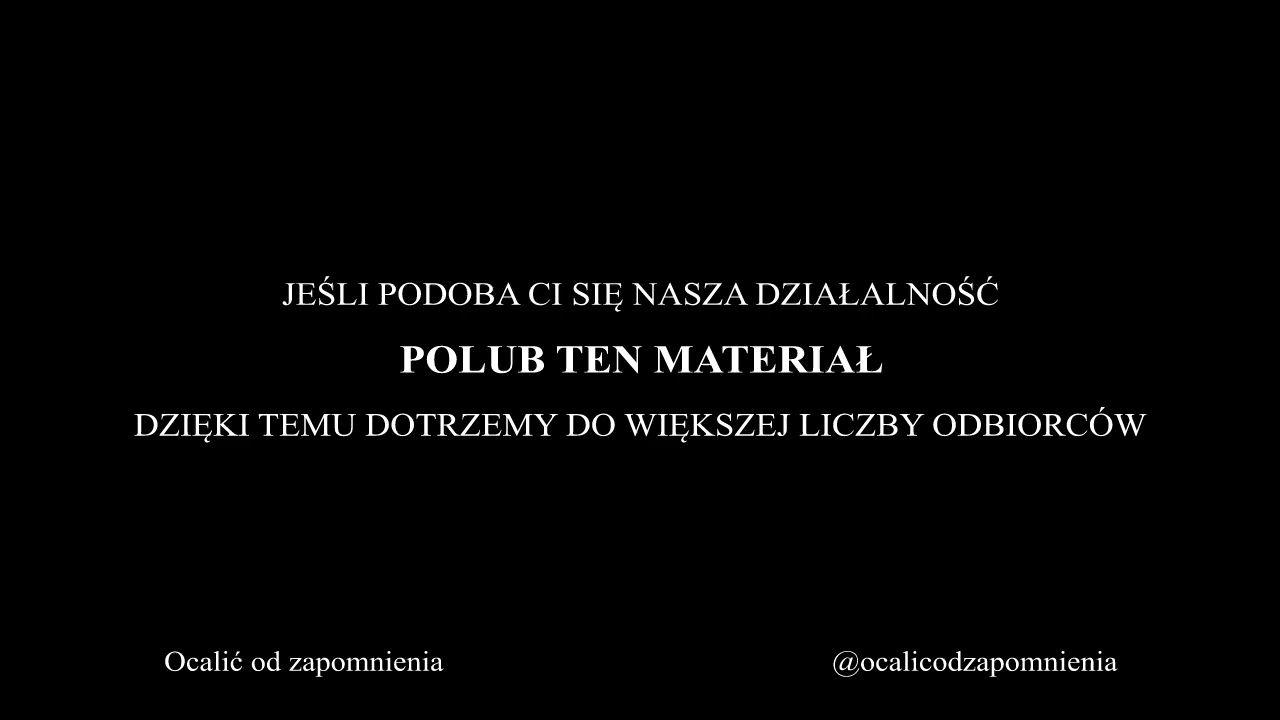 JEŚLI PODOBA CI SIĘ NASZA DZIAŁALNOŚĆ
POLUB TEN MATERIAŁ
DZIĘKI TEMU DOTRZEMY DO WIĘKSZEJ LICZBY ODBIORCÓW
Ocalić od zapomnienia
@ocalicodzapomnienia